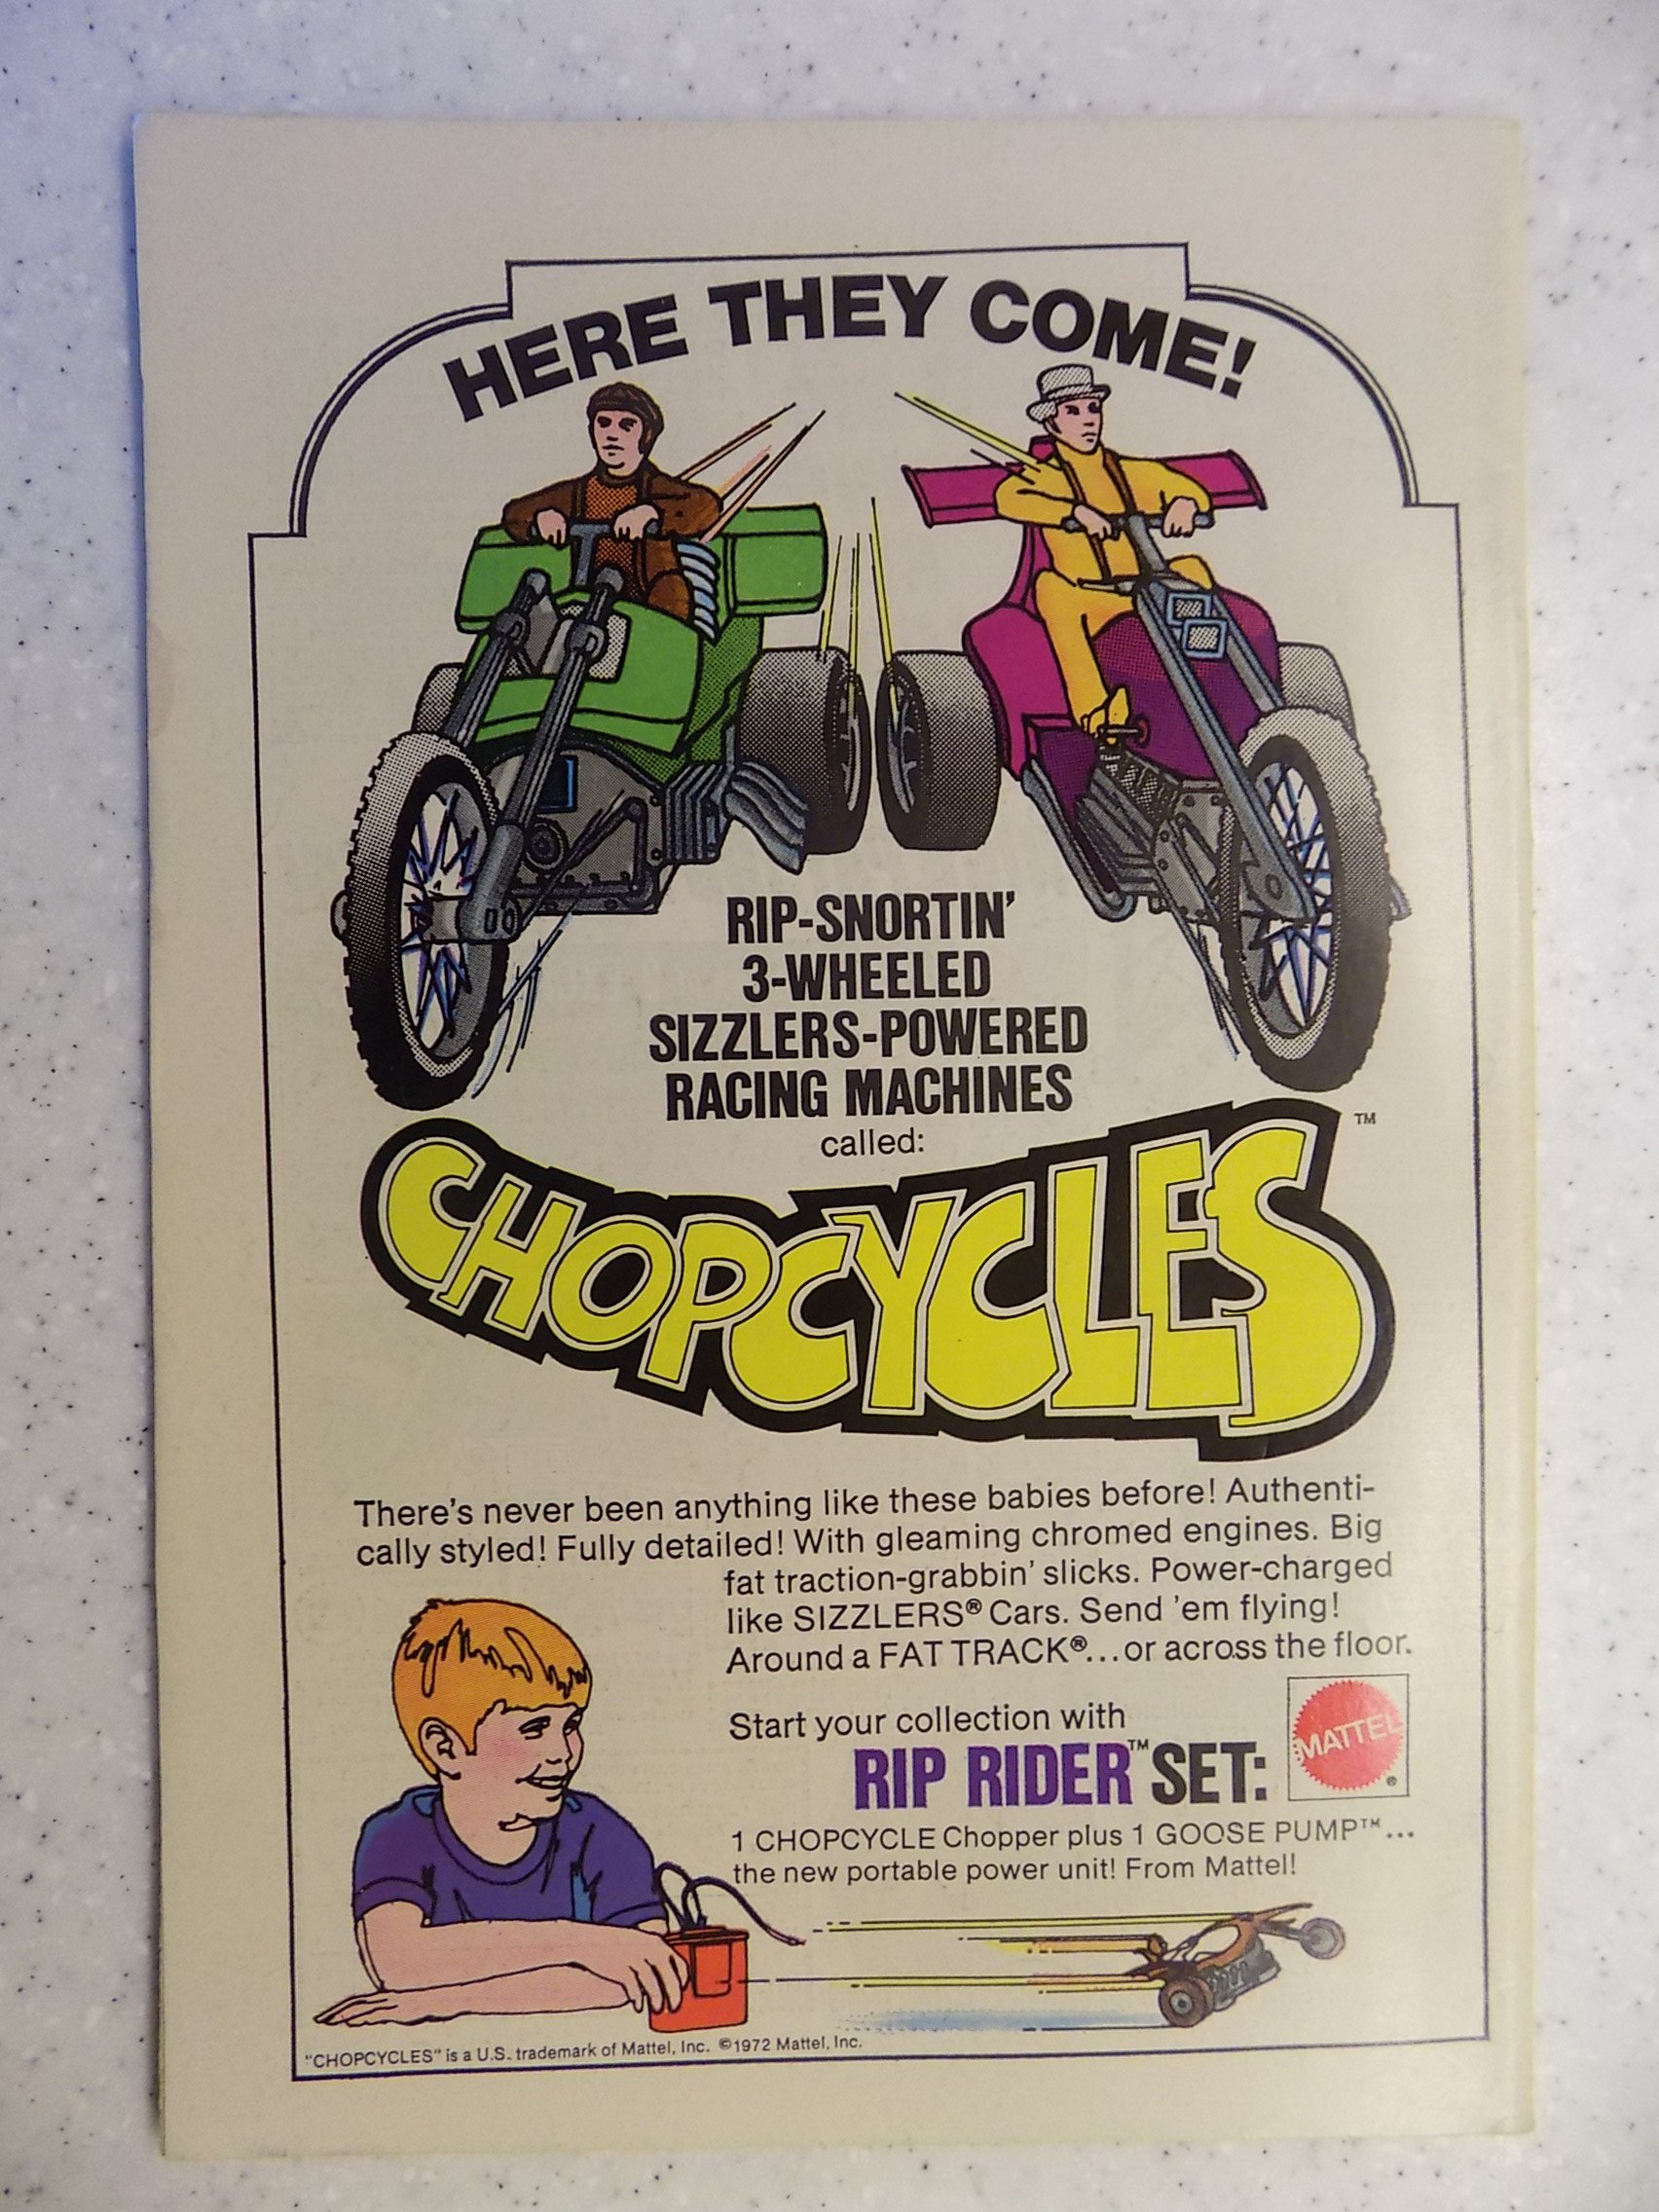 HERE THEY COME!
RIP-SNORTIN'
3-WHEELED
SIZZLERS-POWERED
RACING MACHINES
called:
CHOPCYCLES™
There's never been anything like these babies before! Authenti-
cally styled! Fully detailed! With gleaming chromed engines. Big
fat traction-grabbin' slicks. Power-charged
like SIZZLERS® Cars. Send 'em flying!
Around a FAT TRACK®...or across the floor.
Start your collection with
RIP RIDER™ SET:
MATTEL®
1 CHOPCYCLE Chopper plus 1 GOOSE PUMP™...
the new portable power unit! From Mattel!
"CHOPCYCLES" is a U.S. trademark of Mattel, Inc. ©1972 Mattel, Inc.